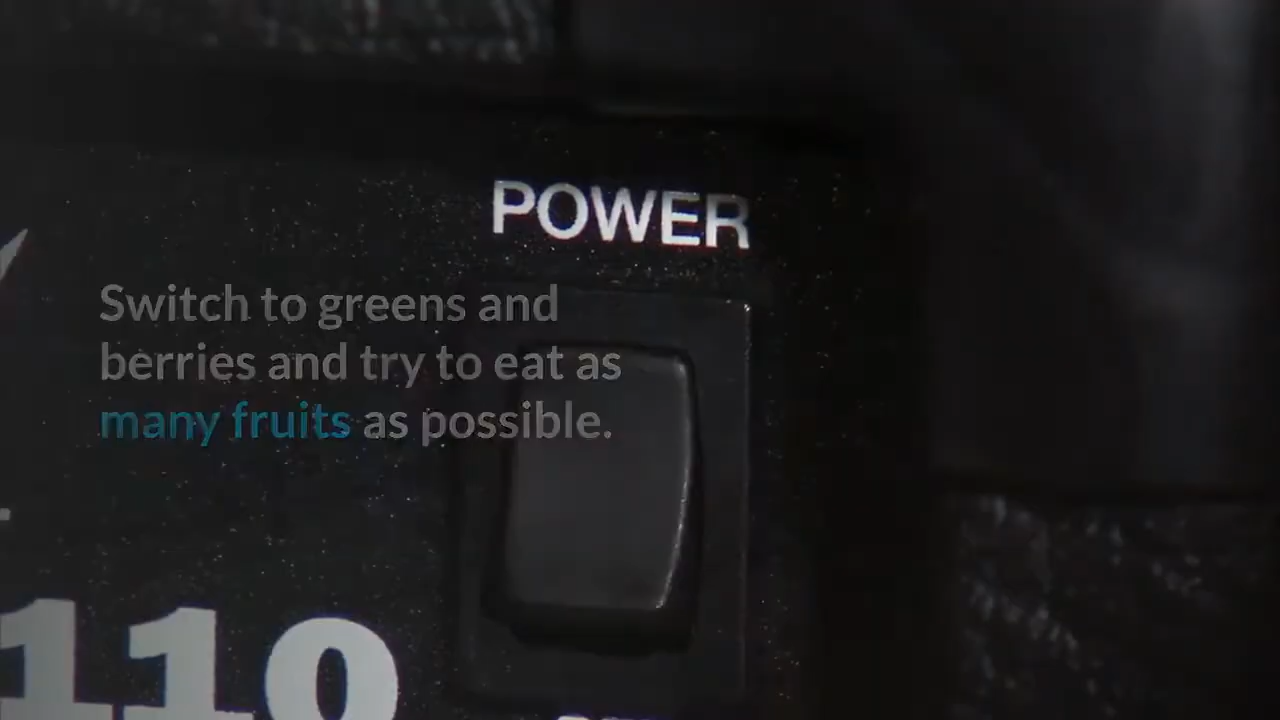 POWER
Switch to greens and
berries and try to eat as
many fruits as possible.
110